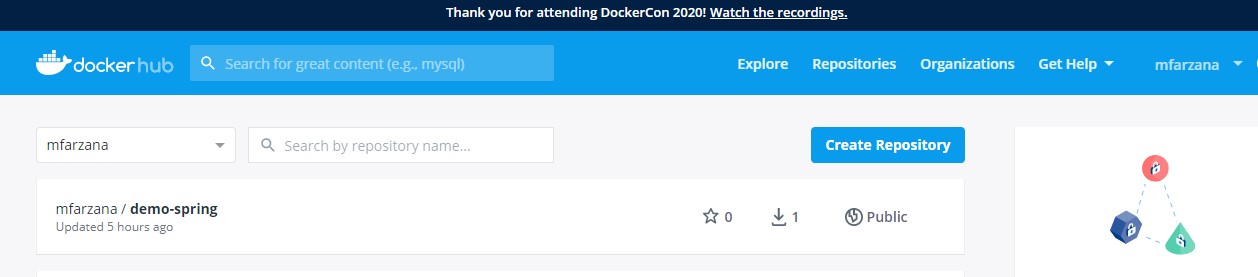 Thank you for attending DockerCon 2020! Watch the recordings.
docker hub Search for great content (e.g., mysql) Explore Repositories Organizations Get Help mfarzana
mfarzana Search by repository name... Create Repository
mfarzana / demo-spring 0 1 Public
Updated 5 hours ago